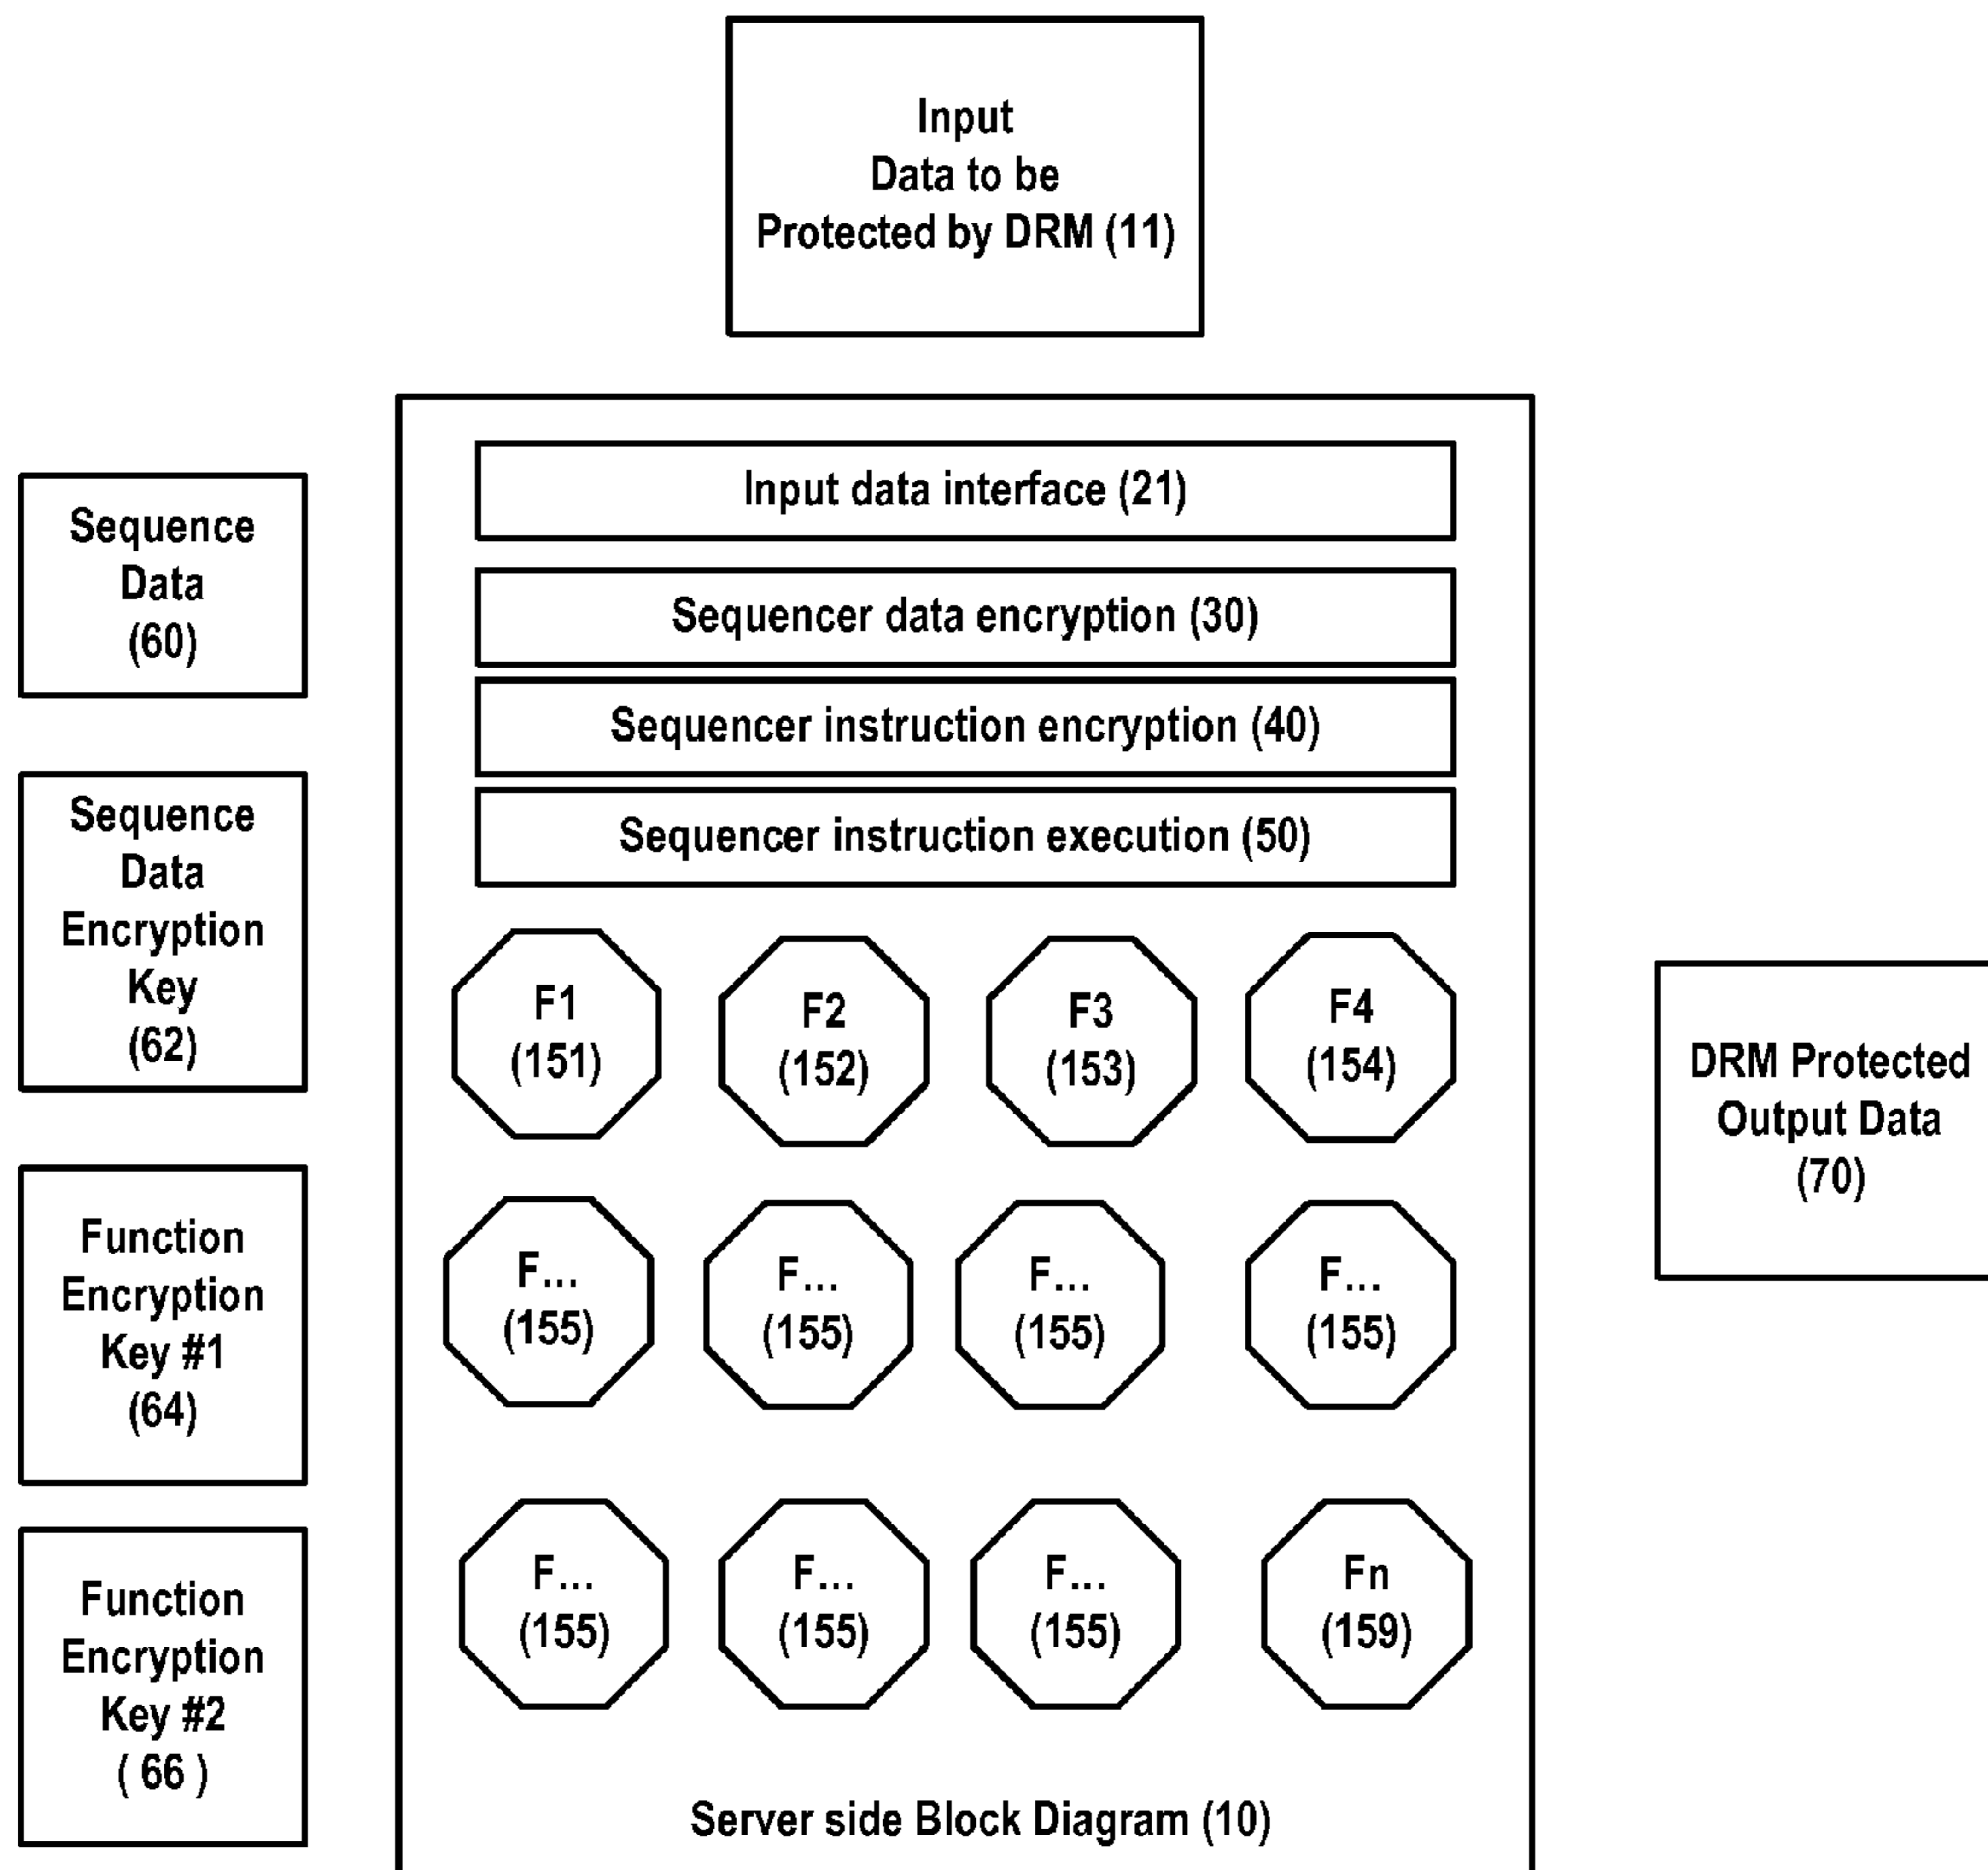 Input
Data to be
Protected by DRM (11)
Sequence
Data
(60)
Sequence
Data
Encryption
Key
(62)
Function
Encryption
Key #1
(64)
Function
Encryption
Key #2
( 66 )
Input data interface (21)
Sequencer data encryption (30)
Sequencer instruction encryption (40)
Sequencer instruction execution (50)
F1
(151)
F2
(152)
F3
(153)
F4
(154)
F...
(155)
F...
(155)
F...
(155)
F...
(155)
F...
(155)
F...
(155)
F...
(155)
Fn
(159)
Server side Block Diagram (10)
DRM Protected
Output Data
(70)